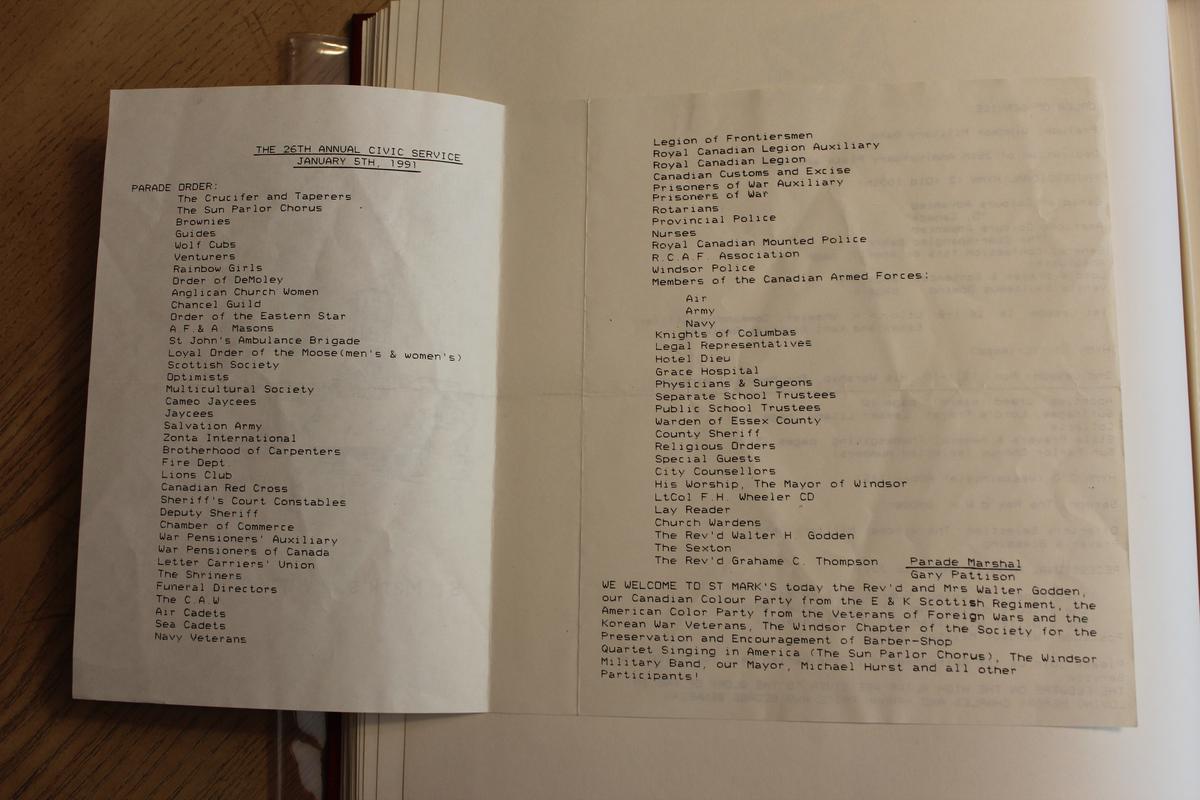 THE 26TH ANNUAL CIVIC SERVICE
JANUARY 5TH, 1991
PARADE ORDER:
The Crucifer and Taperers
The Sun Parlor Chorus
Brownies
Guides
Wolf Cubs
Venturers
Rainbow Girls
Order of DeMoley
Anglican Church Women
Chancel Guild
Order of the Eastern Star
A.F.& A. Masons
St John's Ambulance Brigade
Loyal Order of the Moose(men's & women's)
Scottish Society
Optimists
Multicultural Society
Cameo Jaycees
Jaycees
Salvation Army
Zonta International
Brotherhood of Carpenters
Fire Dept.
Lions Club
Canadian Red Cross
Sheriff's Court Constables
Deputy Sheriff
Chamber of Commerce
War Pensioners' Auxiliary
War Pensioners of Canada
Letter Carriers' Union
The Shriners
Funeral Directors
The C.A.W
Air Cadets
Sea Cadets
Navy Veterans
Legion of Frontiersmen
Royal Canadian Legion Auxiliary
Royal Canadian Legion
Canadian Customs and Excise
Prisoners of War Auxiliary
Prisoners of War
Rotarians
Provincial Police
Nurses
Royal Canadian Mounted Police
R.C.A.F. Association
Windsor Police
Members of the Canadian Armed Forces:
Air
Army
Navy
Knights of Columbas
Legal Representatives
Hotel Dieu
Grace Hospital
Physicians & Surgeons
Separate School Trustees
Public School Trustees
Warden of Essex County
County Sheriff
Religious Orders
Special Guests
City Counsellors
His Worship, The Mayor of Windsor
LtCol F.H. Wheeler CD
Lay Reader
Church Wardens
The Rev'd Walter H. Godden
The Sexton
The Rev'd Grahame C. Thompson Parade Marshal
Gary Pattison
WE WELCOME TO ST MARK'S today the Rev'd and Mrs Walter Godden,
our Canadian Colour Party from the E & K Scottish Regiment, the
American Color Party from the Veterans of Foreign Wars and the
Korean War Veterans, The Windsor Chapter of the Society for the
Preservation and Encouragement of Barber-Shop
Quartet Singing in America (The Sun Parlor Chorus), The Windsor
Military Band, our Mayor, Michael Hurst and all other
Participants!